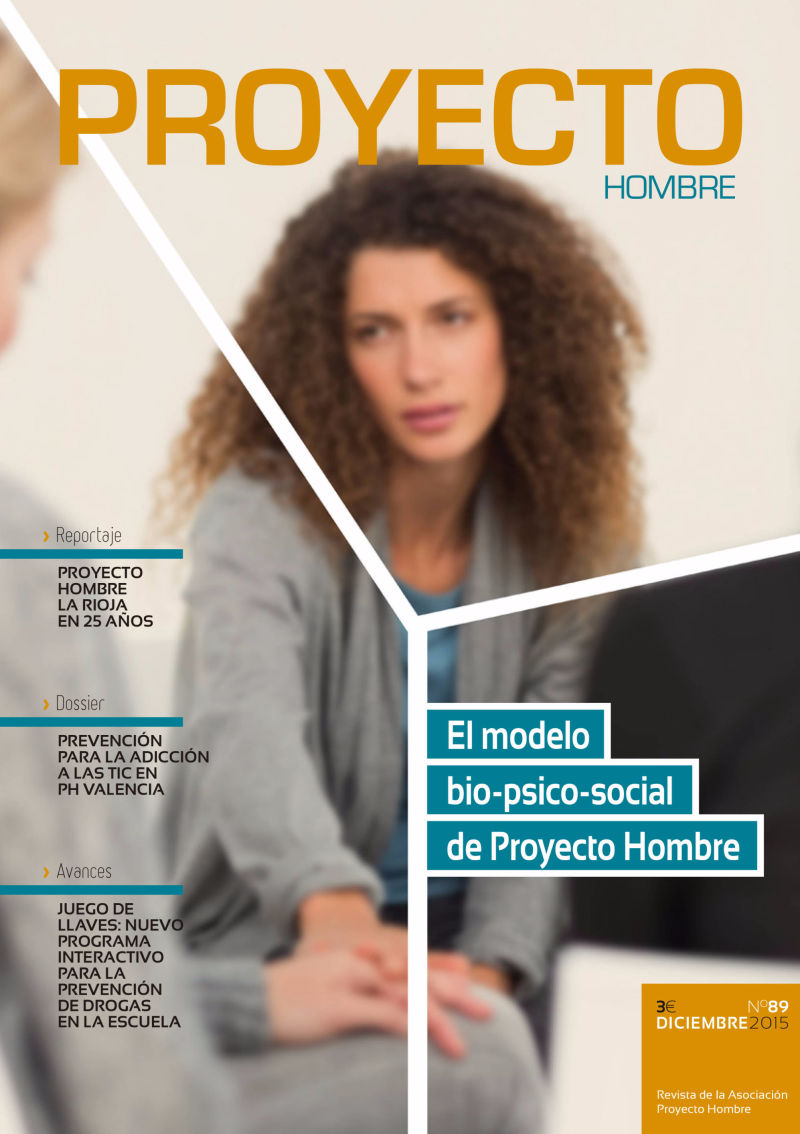 PROYECTO
HOMBRE
› Reportaje
PROYECTO
HOMBRE
LA RIOJA
EN 25 AÑOS
› Dossier
PREVENCIÓN
PARA LA ADICCIÓN
A LAS TIC EN
PH VALENCIA
› Avances
JUEGO DE
LLAVES: NUEVO
PROGRAMA
INTERACTIVO
PARA LA
PREVENCIÓN
DE DROGAS
EN LA ESCUELA
El modelo
bio-psico-social
de Proyecto Hombre
3€ Nº89
DICIEMBRE2015
Revista de la Asociación
Proyecto Hombre